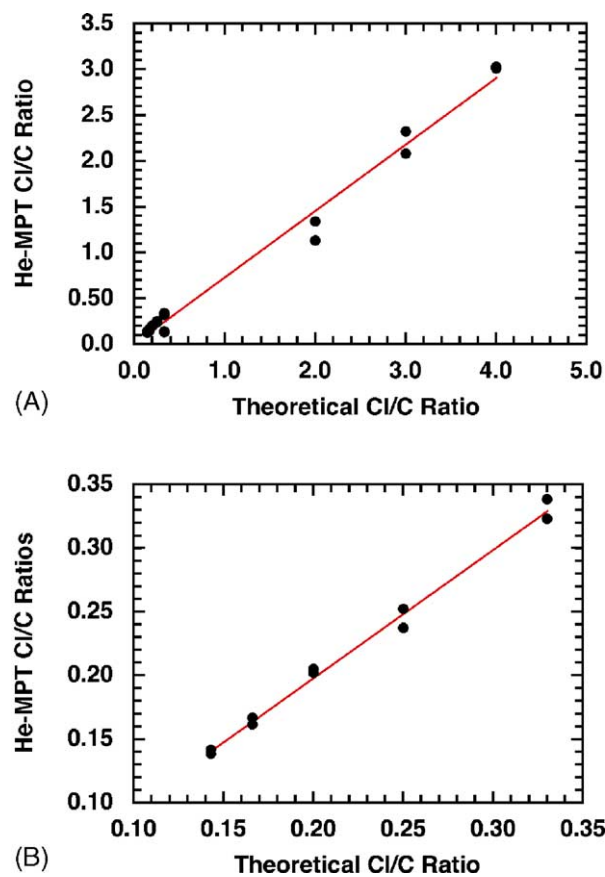 3.5
3.0
2.5
2.0
1.5
1.0
0.50
0.0
He-MPT Cl/C Ratio
0.0 1.0 2.0 3.0 4.0 5.0
Theoretical Cl/C Ratio
(A)
0.35
0.30
0.25
0.20
0.15
0.10
He-MPT Cl/C Ratios
0.10 0.15 0.20 0.25 0.30 0.35
Theoretical Cl/C Ratio
(B)